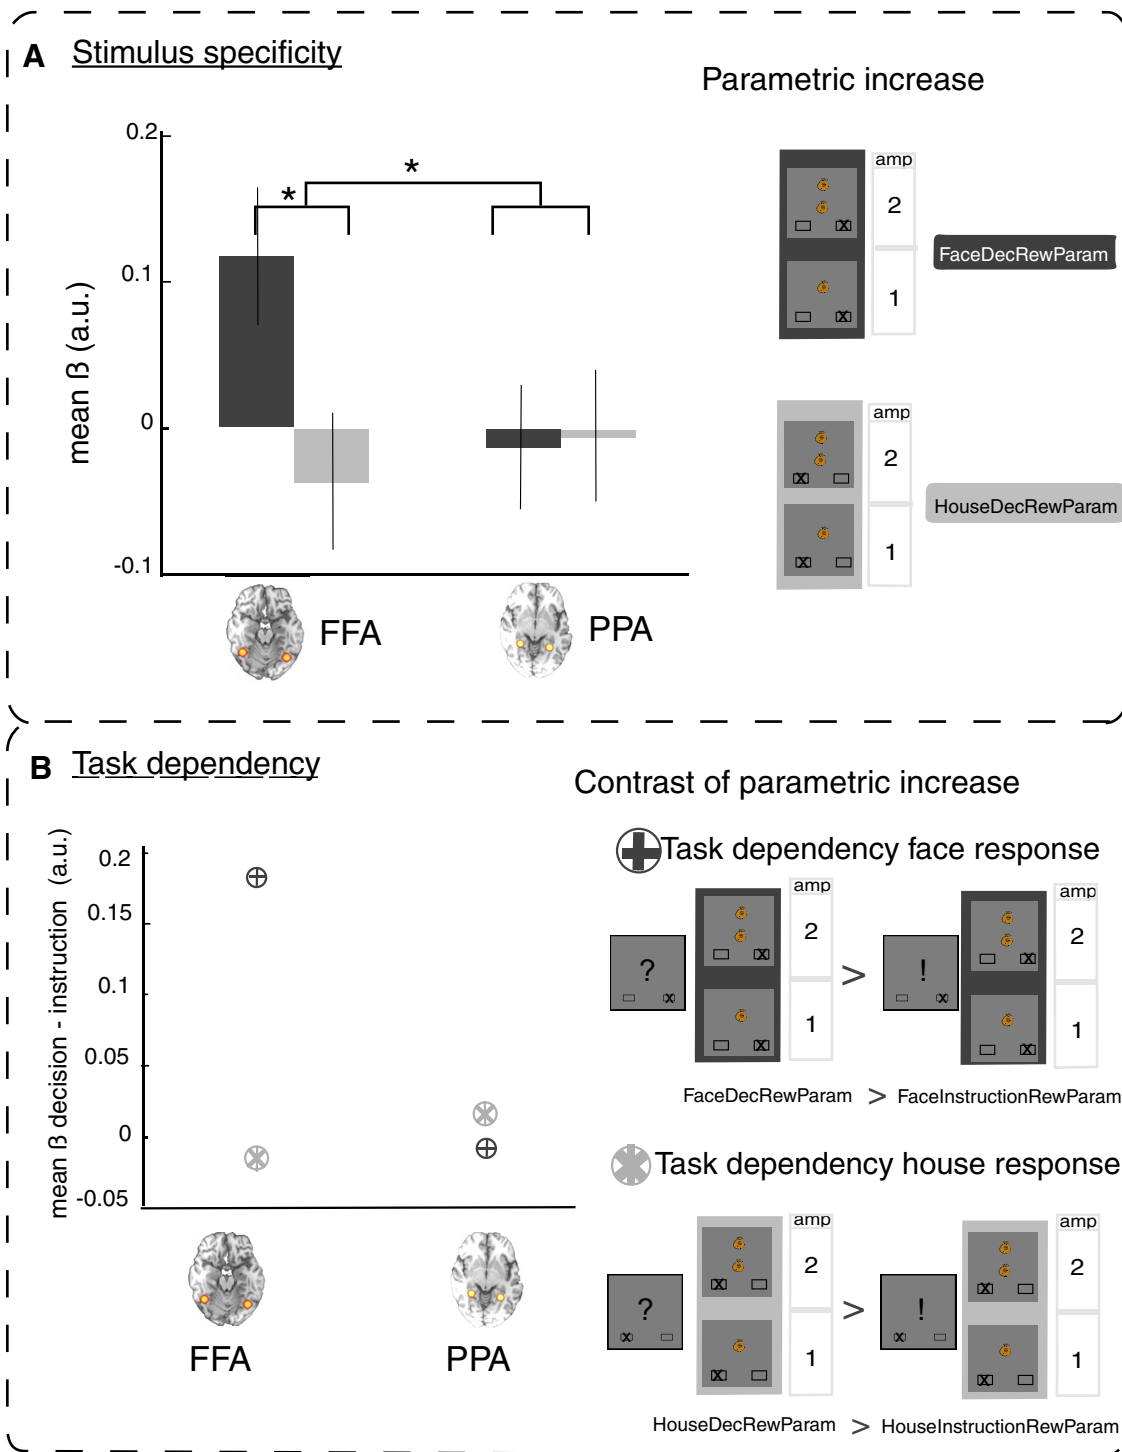 A Stimulus specificity
Parametric increase
0.2
0.1
0
-0.1
mean ß (a.u.)
*
*
FFA
PPA
amp
2
1
X
X
FaceDecRewParam
amp
2
1
X
X
HouseDecRewParam
B Task dependency
Contrast of parametric increase
0.2
0.15
0.1
0.05
0
-0.05
mean ß decision - instruction (a.u.)
FFA
PPA
Task dependency face response
? X
amp
2
1
X
X
>
! X
amp
2
1
X
X
FaceDecRewParam > FaceInstructionRewParam
Task dependency house response
? X
amp
2
1
X
X
>
! X
amp
2
1
X
X
HouseDecRewParam > HouseInstructionRewParam